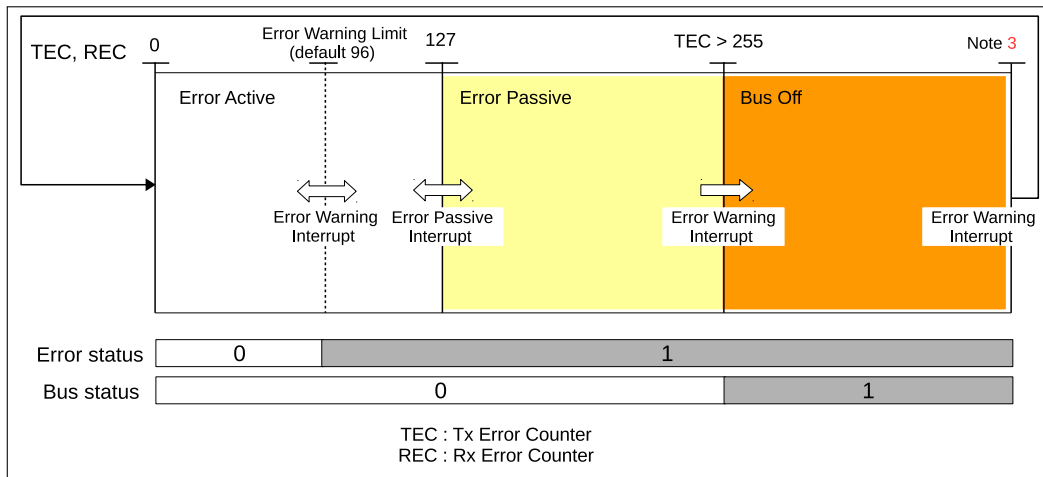 TEC, REC
0
Error Warning Limit
(default 96)
127
TEC > 255
Note 3
Error Active
Error Passive
Bus Off
Error Warning
Interrupt
Error Passive
Interrupt
Error Warning
Interrupt
Error Warning
Interrupt
Error status
0
1
Bus status
0
1
TEC : Tx Error Counter
REC : Rx Error Counter